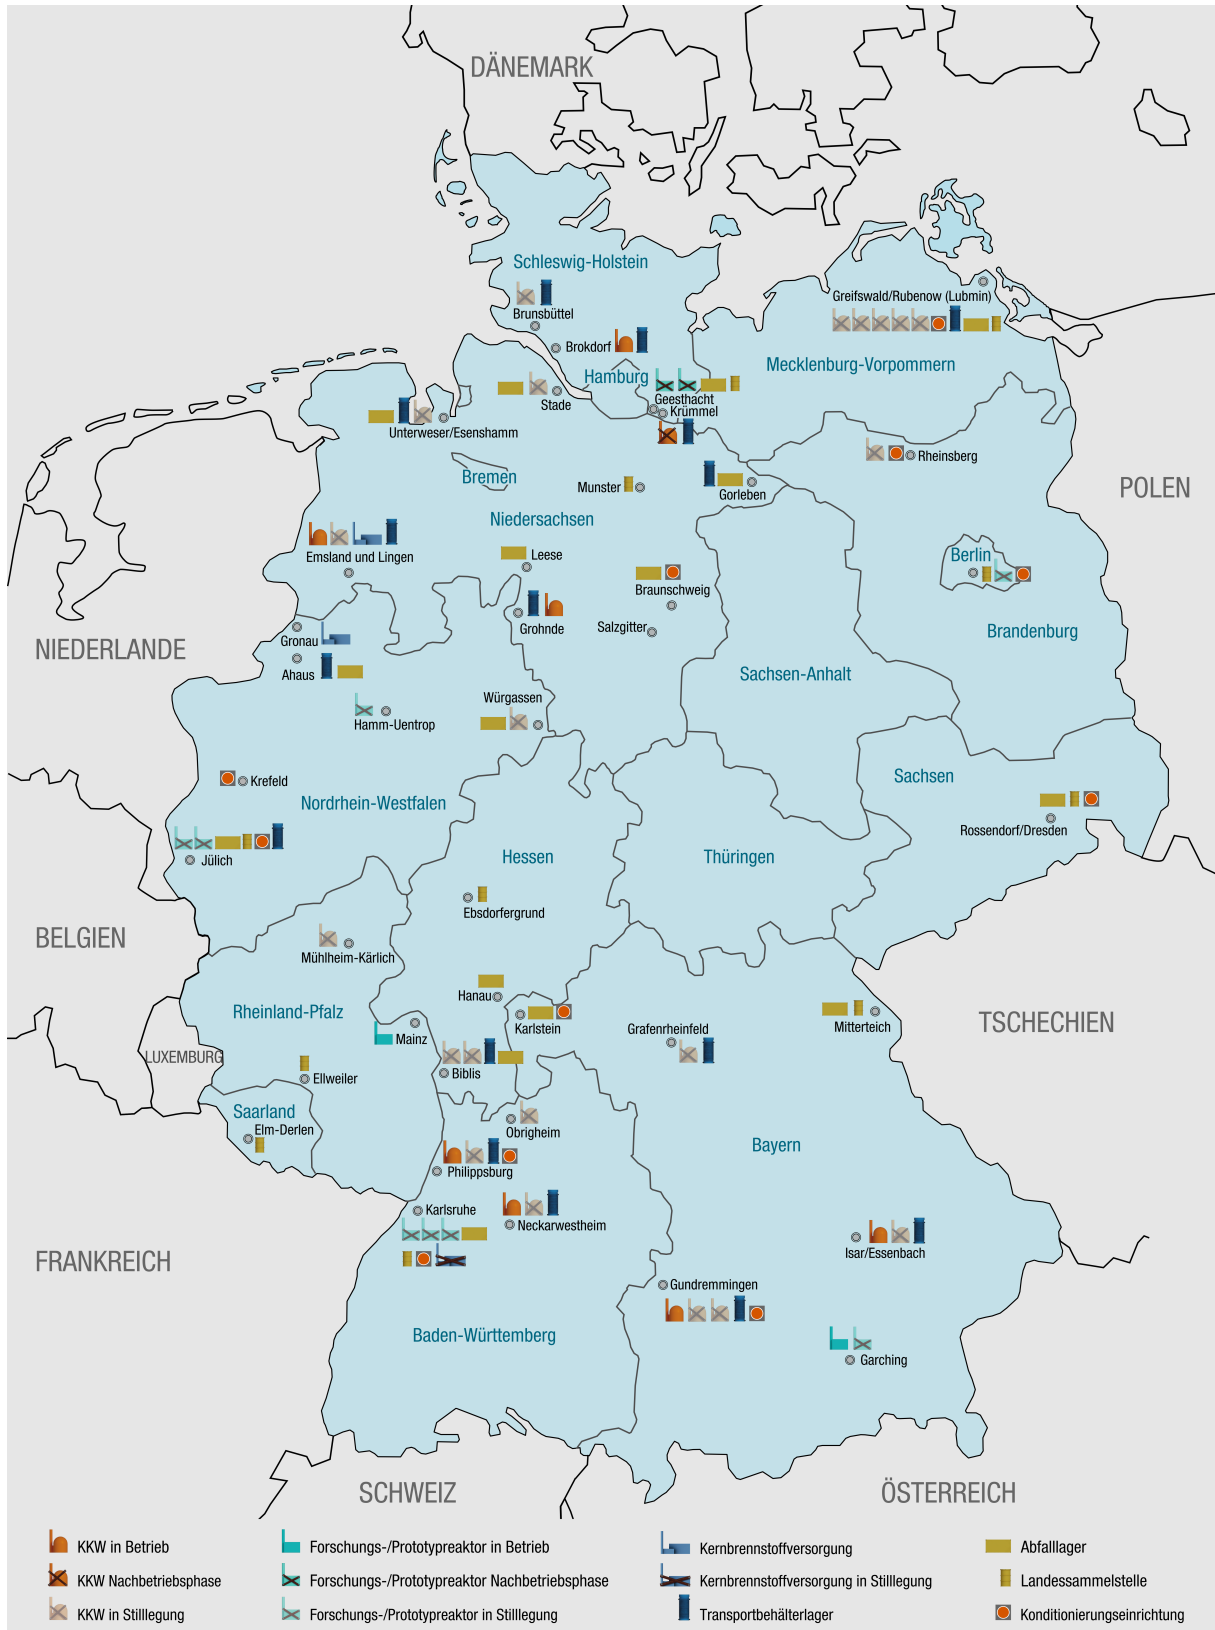 DÄNEMARK
Schleswig-Holstein
Brunsbüttel
Greifswald/Rubenow (Lubmin)
Brokdorf
Mecklenburg-Vorpommern
Hamburg
Stade
Geesthacht
Krümmel
Unterweser/Esenshamm
Rheinsberg
Bremen
Munster
Gorleben
POLEN
Niedersachsen
Emsland und Lingen
Leese
Berlin
Braunschweig
Grohnde
Salzgitter
Brandenburg
Gronau
NIEDERLANDE
Ahaus
Sachsen-Anhalt
Würgassen
Hamm-Uentrop
Krefeld
Sachsen
Nordrhein-Westfalen
Rossendorf/Dresden
Jülich
Hessen
Thüringen
Ebsdorfergrund
BELGIEN
Mühlheim-Kärlich
Hanau
Rheinland-Pfalz
Karlstein
Grafenrheinfeld
Mitterteich
TSCHECHIEN
Mainz
LUXEMBURG
Biblis
Ellweiler
Saarland
Elm-Derlen
Obrigheim
Bayern
Philippsburg
Karlsruhe
Neckarwestheim
Isar/Essenbach
FRANKREICH
Gundremmingen
Baden-Württemberg
Garching
SCHWEIZ
ÖSTERREICH
KKW in Betrieb
KKW Nachbetriebsphase
KKW in Stilllegung
Forschungs-/Prototypreaktor in Betrieb
Forschungs-/Prototypreaktor Nachbetriebsphase
Forschungs-/Prototypreaktor in Stilllegung
Kernbrennstoffversorgung
Kernbrennstoffversorgung in Stilllegung
Transportbehälterlager
Abfalllager
Landessammelstelle
Konditionierungseinrichtung